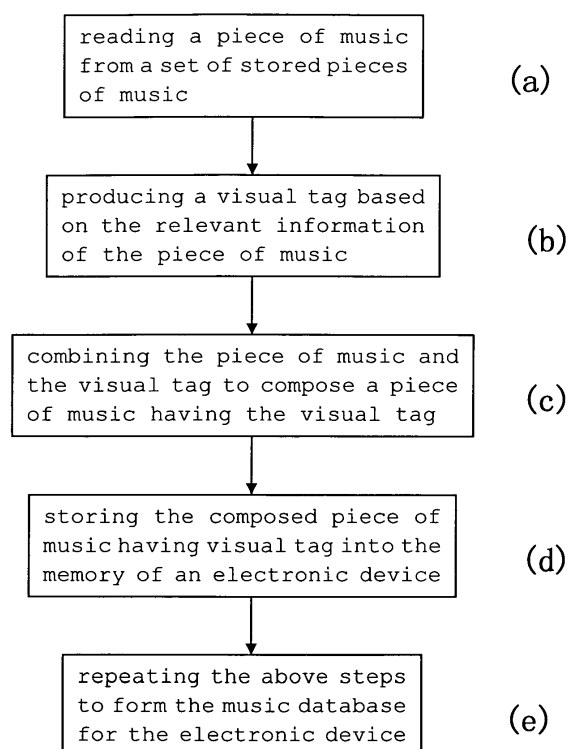 reading a piece of music
from a set of stored pieces
of music
(a)
producing a visual tag based
on the relevant information
of the piece of music
(b)
combining the piece of music and
the visual tag to compose a piece
of music having the visual tag
(c)
storing the composed piece of
music having visual tag into the
memory of an electronic device
(d)
repeating the above steps
to form the music database
for the electronic device
(e)